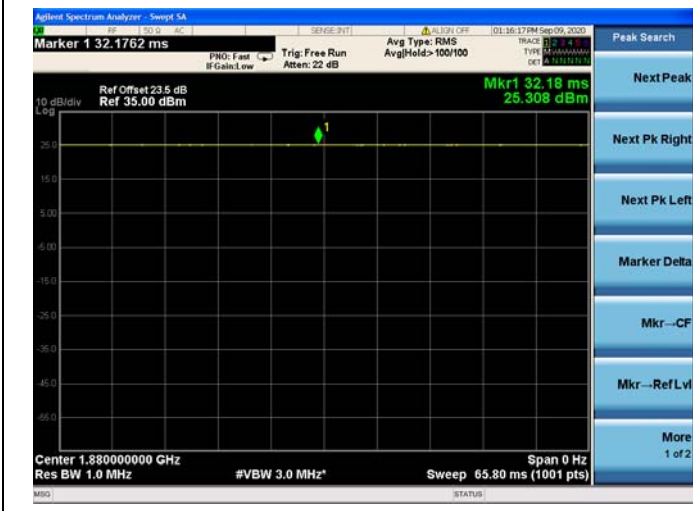 Agilent Spectrum Analyzer - Swept SA
RF 50 Ω AC SENSE:INT ALIGN OFF 01:16:17 PM Sep 09, 2020
Marker 1 32.1762 ms
PNO: Fast
IFGain:Low
Trig: Free Run
Atten: 22 dB
Avg Type: RMS
Avg|Hold:>100/100
TRACE 1 2 3 4 5 6
TYPE
DET A N N N N N
Peak Search
Ref Offset 23.5 dB
Ref 35.00 dBm
10 dB/div
Log
Mkr1 32.18 ms
25.308 dBm
1
25.0
15.0
5.00
-5.00
-15.0
-25.0
-35.0
-45.0
-55.0
Center 1.880000000 GHz
Res BW 1.0 MHz
#VBW 3.0 MHz*
Span 0 Hz
Sweep 65.80 ms (1001 pts)
MSG
STATUS
Next Peak
Next Pk Right
Next Pk Left
Marker Delta
Mkr→CF
Mkr→Ref Lvl
More
1 of 2